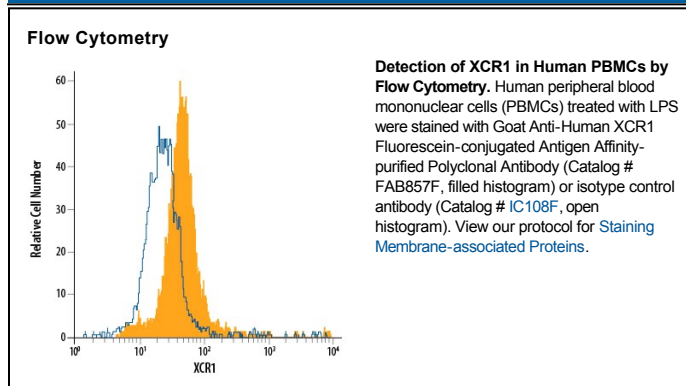 Flow Cytometry
60
50
40
30
20
10
0
Relative Cell Number
10⁰ 10¹ 10² 10³ 10⁴
XCR1
Detection of XCR1 in Human PBMCs by
Flow Cytometry. Human peripheral blood
mononuclear cells (PBMCs) treated with LPS
were stained with Goat Anti-Human XCR1
Fluorescein-conjugated Antigen Affinity-
purified Polyclonal Antibody (Catalog #
FAB857F, filled histogram) or isotype control
antibody (Catalog # IC108F, open
histogram). View our protocol for Staining
Membrane-associated Proteins.